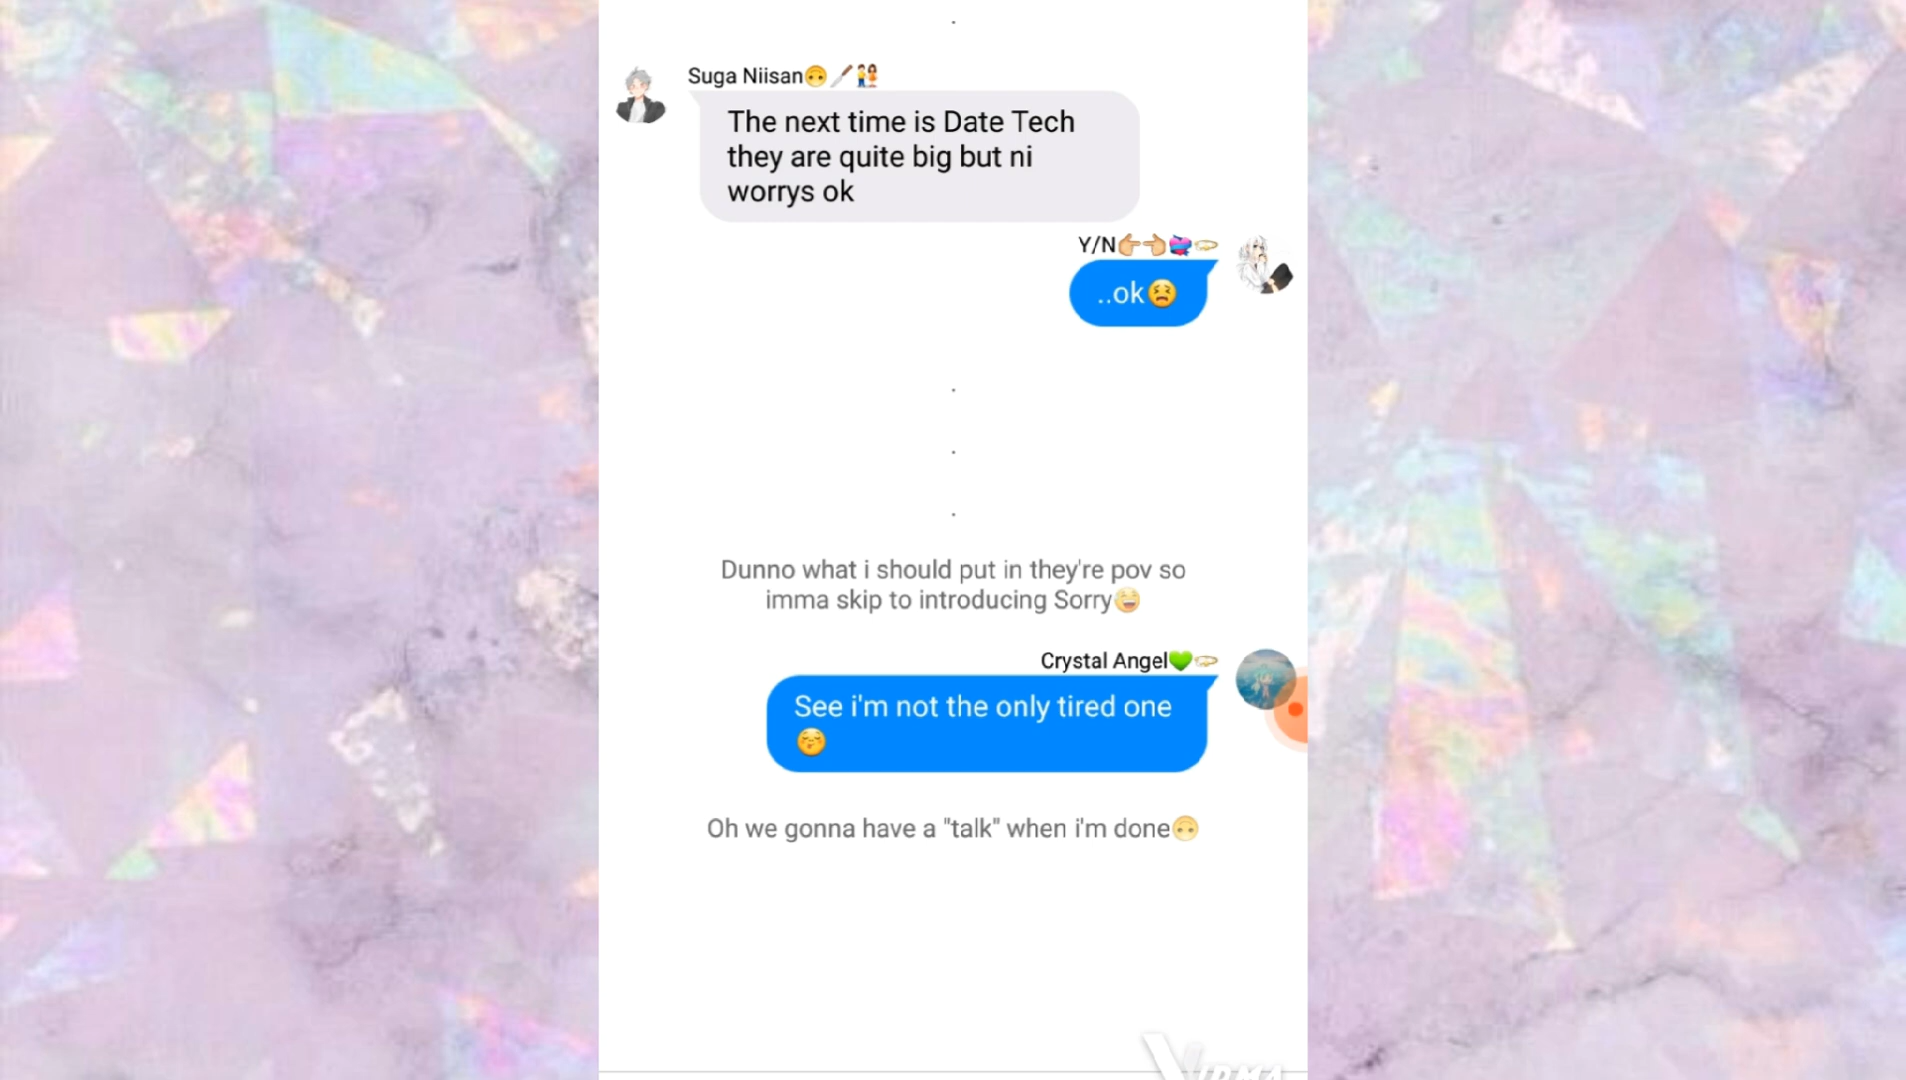 Suga Niisan🙃🔪👫
The next time is Date Tech
they are quite big but ni
worrys ok
Y/N👉👈💝💫
..ok😣
.
.
.
Dunno what i should put in they're pov so
imma skip to introducing Sorry😅
Crystal Angel💚💫
See i'm not the only tired one
😚
Oh we gonna have a "talk" when i'm done🙃